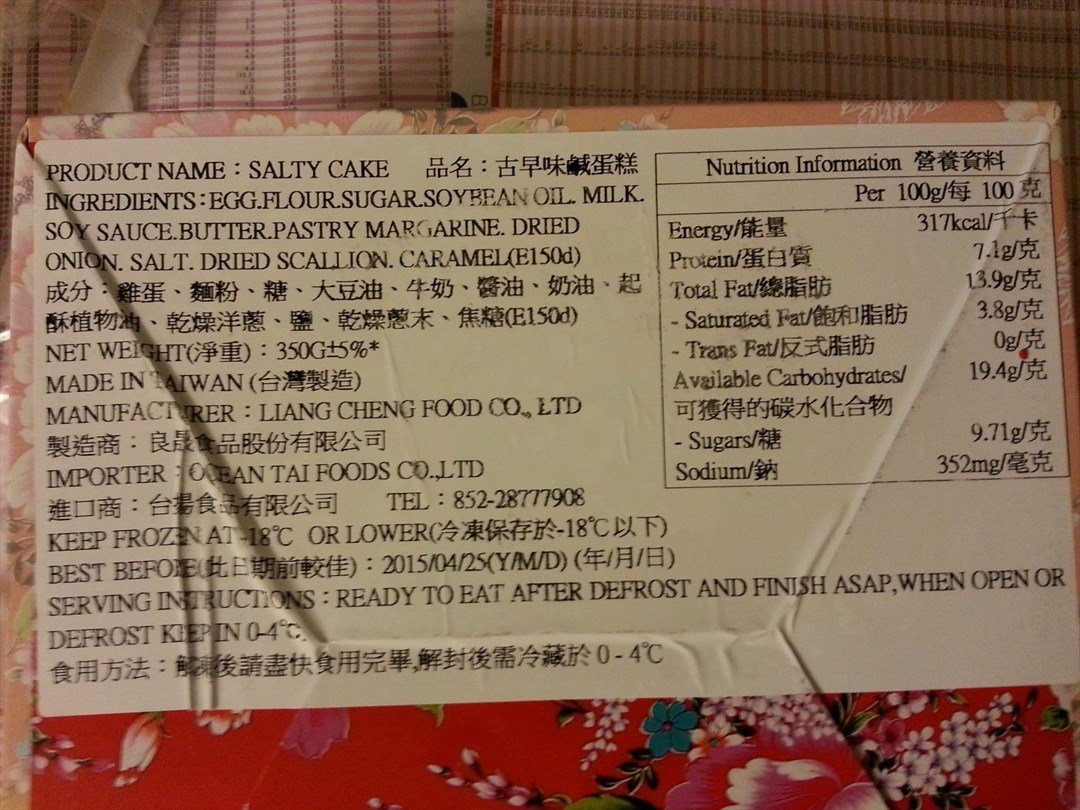 PRODUCT NAME：SALTY CAKE 品名：古早味鹹蛋糕
INGREDIENTS：EGG.FLOUR.SUGAR.SOYBEAN OIL. MILK.
SOY SAUCE.BUTTER.PASTRY MARGARINE. DRIED
ONION. SALT. DRIED SCALLION. CARAMEL(E150d)
成分：雞蛋、麵粉、糖、大豆油、牛奶、醬油、奶油、起
酥植物油、乾燥洋蔥、鹽、乾燥蔥末、焦糖(E150d)
NET WEIGHT(淨重)：350G±5%*
MADE IN TAIWAN (台灣製造)
MANUFACTURER：LIANG CHENG FOOD CO., LTD
製造商：良晟食品股份有限公司
IMPORTER：OCEAN TAI FOODS CO.,LTD
進口商：台揚食品有限公司 TEL：852-28777908
KEEP FROZEN AT -18℃ OR LOWER(冷凍保存於-18℃以下)
BEST BEFORE(此日期前較佳)：2015/04/25(Y/M/D) (年/月/日)
SERVING INSTRUCTIONS：READY TO EAT AFTER DEFROST AND FINISH ASAP,WHEN OPEN OR
DEFROST KEEP IN 0-4℃.
食用方法：解凍後請盡快食用完畢,解封後需冷藏於 0 - 4℃
Nutrition Information 營養資料
Per 100g/每 100 克
Energy/能量 317kcal/千卡
Protein/蛋白質 7.1g/克
Total Fat/總脂肪 13.9g/克
- Saturated Fat/飽和脂肪 3.8g/克
- Trans Fat/反式脂肪 0g/克
Available Carbohydrates/ 19.4g/克
可獲得的碳水化合物
- Sugars/糖 9.71g/克
Sodium/鈉 352mg/毫克